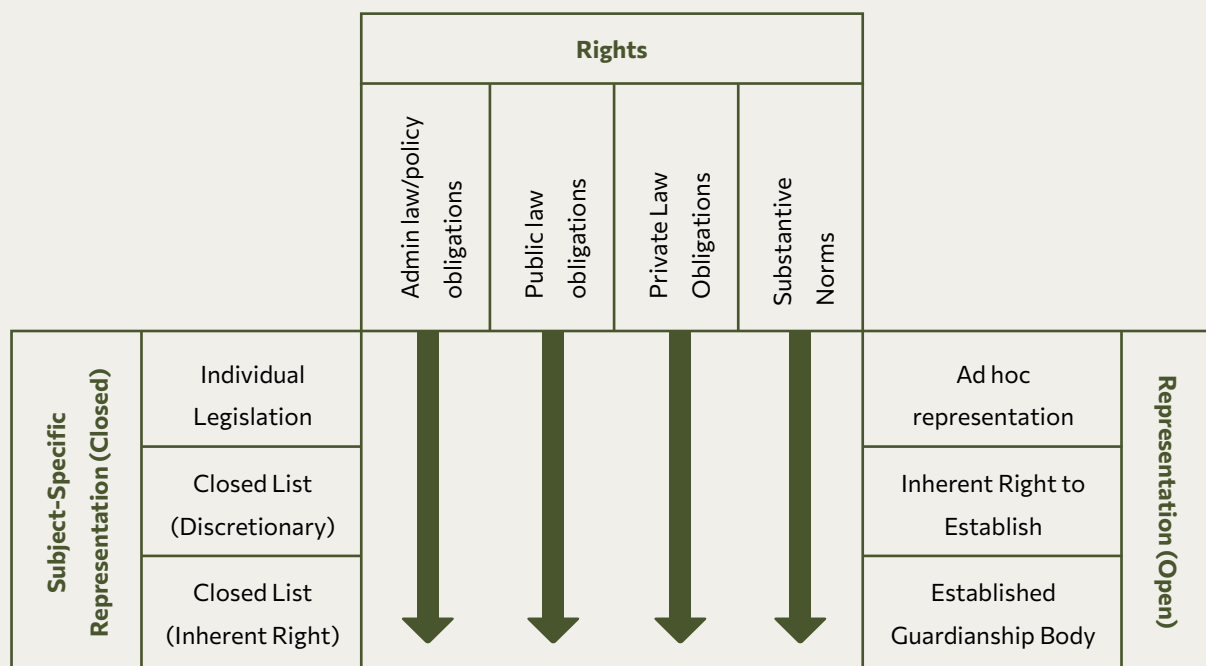 Rights
Admin law/policy
obligations
Public law
obligations
Private Law
Obligations
Substantive
Norms
Subject-Specific
Representation (Closed)
Individual
Legislation
Closed List
(Discretionary)
Closed List
(Inherent Right)
Ad hoc
representation
Inherent Right to
Establish
Established
Guardianship Body
Representation (Open)